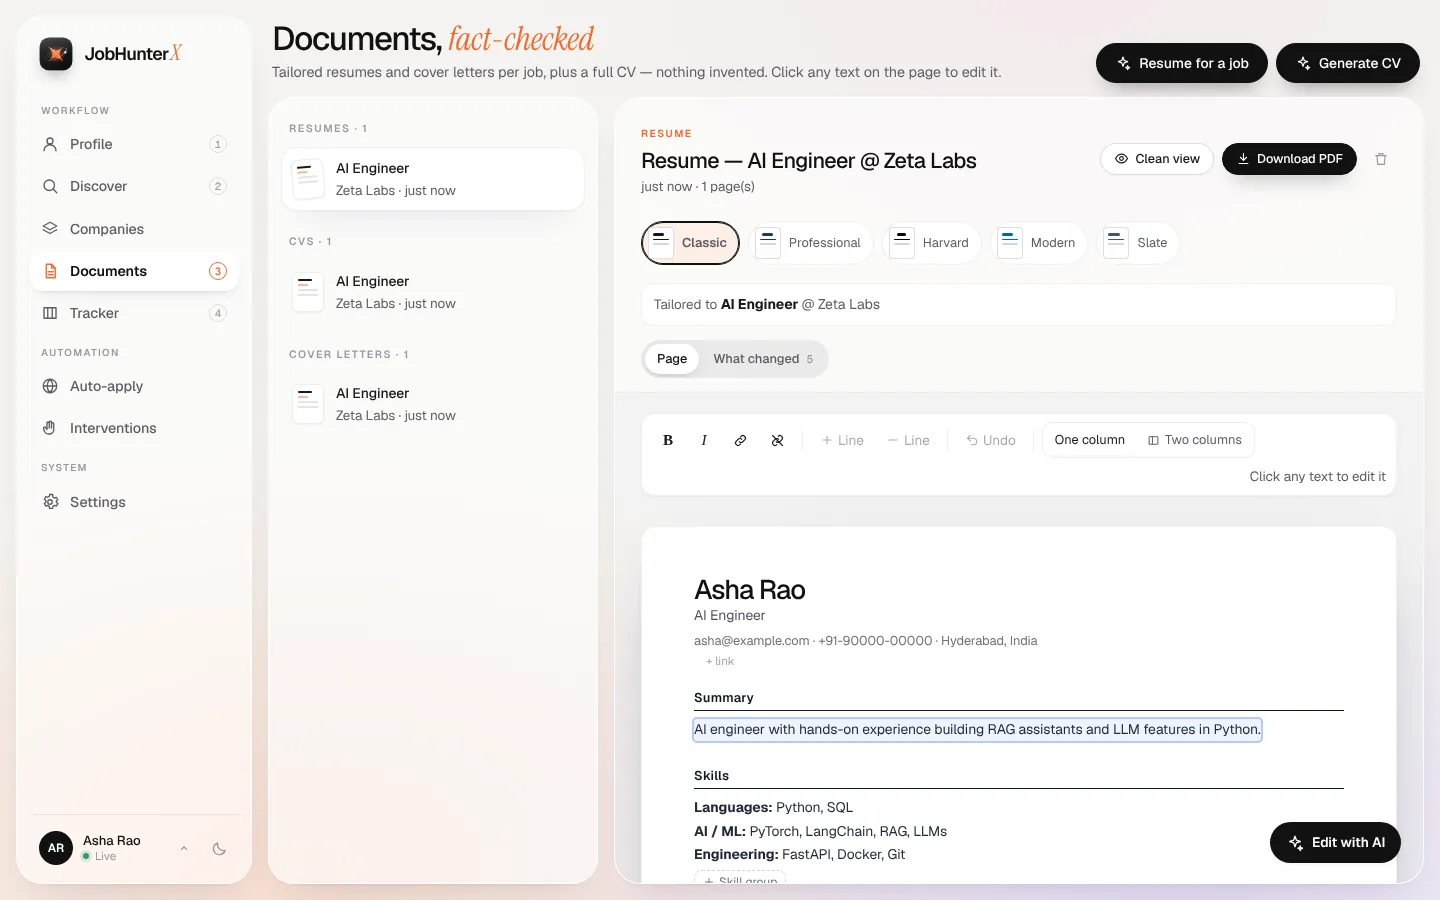 JobHunterX
WORKFLOW
Profile 1
Discover 2
Companies
Documents 3
Tracker 4
AUTOMATION
Auto-apply
Interventions
SYSTEM
Settings
AR
Asha Rao
Live
Documents, fact-checked
Tailored resumes and cover letters per job, plus a full CV — nothing invented. Click any text on the page to edit it.
Resume for a job
Generate CV
RESUMES · 1
AI Engineer
Zeta Labs · just now
CVS · 1
AI Engineer
Zeta Labs · just now
COVER LETTERS · 1
AI Engineer
Zeta Labs · just now
RESUME
Resume — AI Engineer @ Zeta Labs
just now · 1 page(s)
Clean view
Download PDF
Classic
Professional
Harvard
Modern
Slate
Tailored to AI Engineer @ Zeta Labs
Page
What changed 5
B I + Line − Line Undo One column Two columns
Click any text to edit it
Asha Rao
AI Engineer
asha@example.com · +91-90000-00000 · Hyderabad, India
+ link
Summary
AI engineer with hands-on experience building RAG assistants and LLM features in Python.
Skills
Languages: Python, SQL
AI / ML: PyTorch, LangChain, RAG, LLMs
Engineering: FastAPI, Docker, Git
+ Skill group
Edit with AI